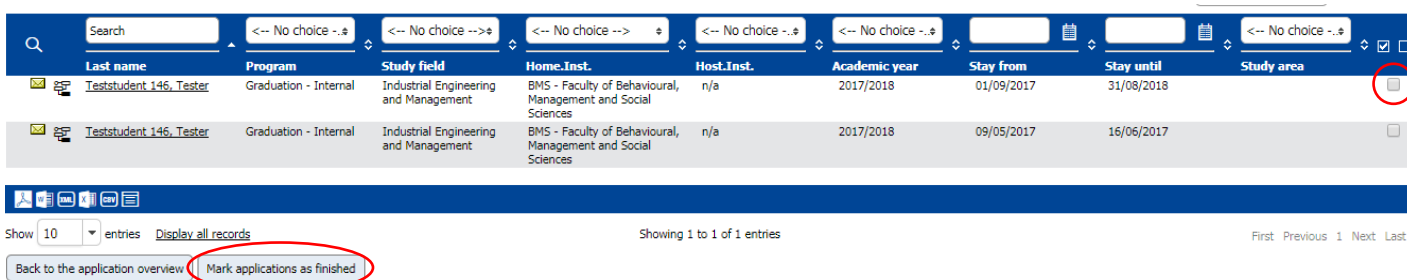 Search <-- No choice -.. <-- No choice --> <-- No choice --> <-- No choice -.. <-- No choice -.. <-- No choice -..
Last name Program Study field Home.Inst. Host.Inst. Academic year Stay from Stay until Study area
Teststudent 146, Tester Graduation - Internal Industrial Engineering BMS - Faculty of Behavioural, n/a 2017/2018 01/09/2017 31/08/2018
and Management Management and Social
Sciences
Teststudent 146, Tester Graduation - Internal Industrial Engineering BMS - Faculty of Behavioural, n/a 2017/2018 09/05/2017 16/06/2017
and Management Management and Social
Sciences
XML CSV
Show 10 entries Display all records Showing 1 to 1 of 1 entries First Previous 1 Next Last
Back to the application overview Mark applications as finished